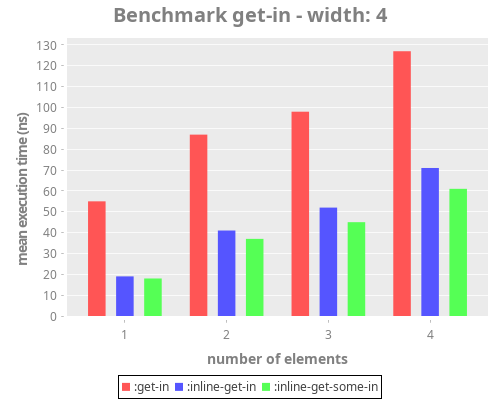 Benchmark get-in - width: 4
mean execution time (ns)
130
120
110
100
90
80
70
60
50
40
30
20
10
0
1 2 3 4
number of elements
:get-in :inline-get-in :inline-get-some-in